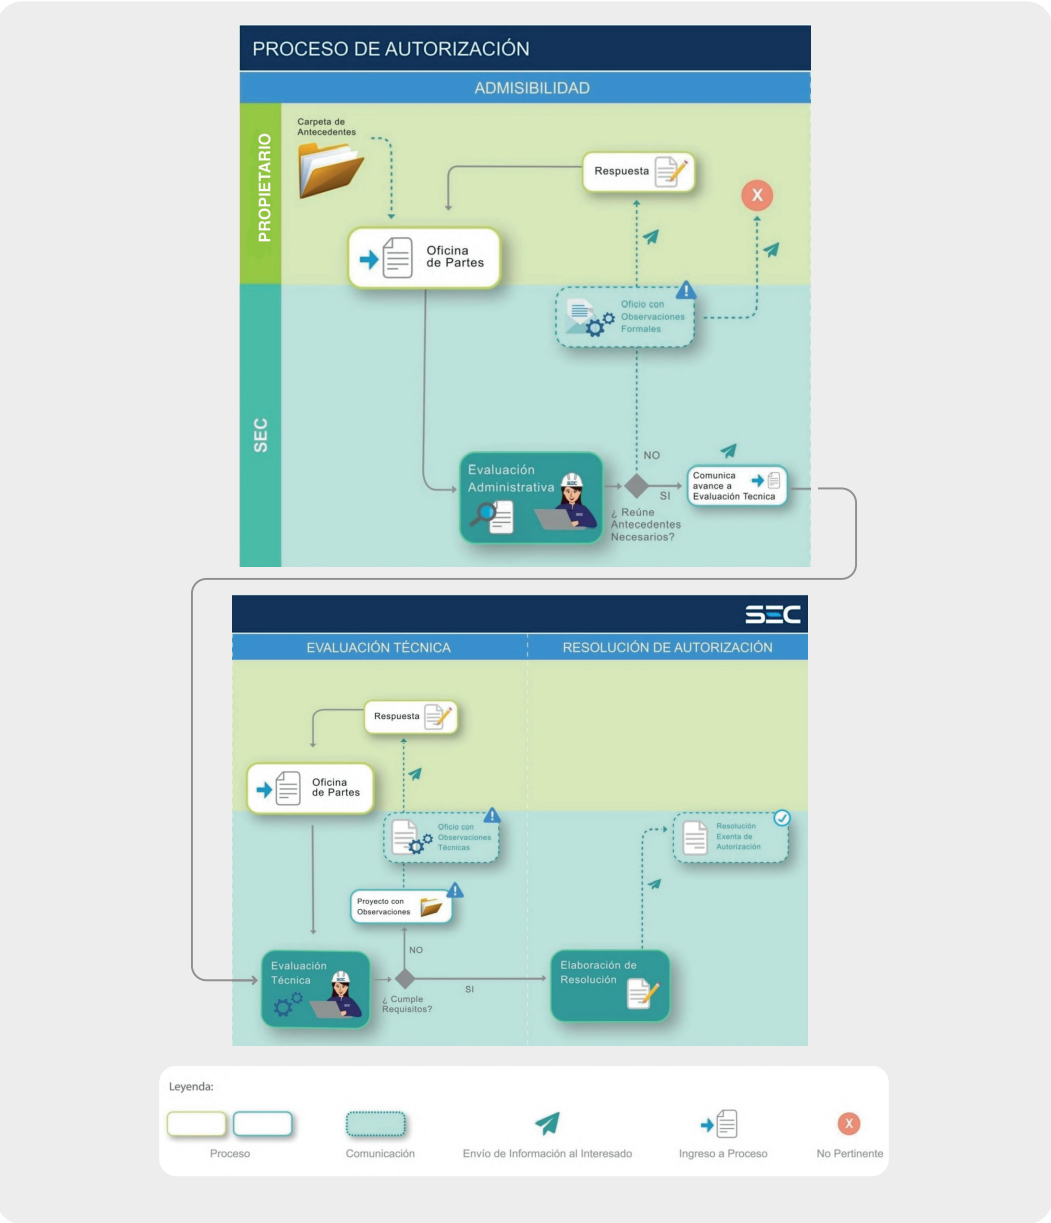 PROCESO DE AUTORIZACIÓN
ADMISIBILIDAD
PROPIETARIO
Carpeta de
Antecedentes
Respuesta
X
Oficina
de Partes
SEC
Oficio con
Observaciones
Formales
Evaluación
Administrativa
NO
SI
¿ Reúne
Antecedentes
Necesarios?
Comunica
avance a
Evaluación Tecnica
SEC
EVALUACIÓN TÉCNICA
RESOLUCIÓN DE AUTORIZACIÓN
Respuesta
Oficina
de Partes
Oficio con
Observaciones
Técnicas
Resolución
Exenta de
Autorización
Proyecto con
Observaciones
NO
Evaluación
Técnica
¿ Cumple
Requisitos?
SI
Elaboración de
Resolución
Leyenda:
Proceso
Comunicación
Envío de Información al Interesado
Ingreso a Proceso
X
No Pertinente